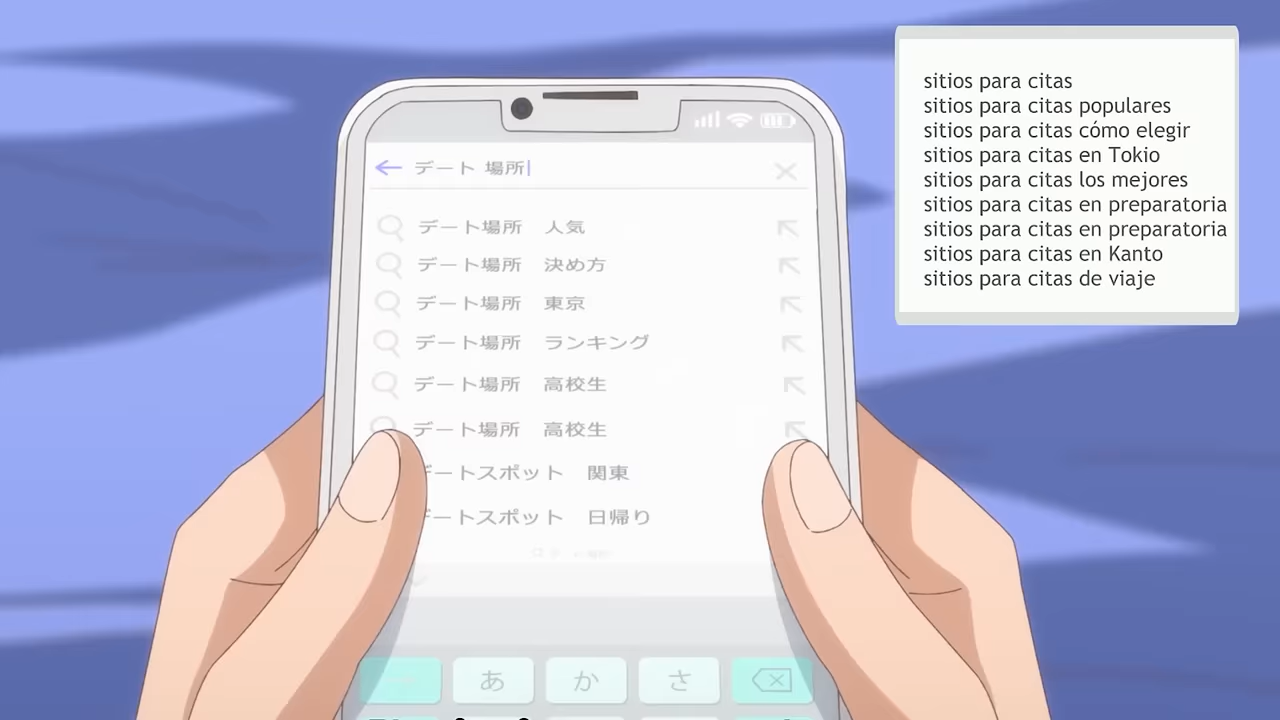 デート 場所
デート場所 人気
デート場所 決め方
デート場所 東京
デート場所 ランキング
デート場所 高校生
デート場所 高校生
ートスポット 関東
ートスポット 日帰り
あ か さ
sitios para citas
sitios para citas populares
sitios para citas cómo elegir
sitios para citas en Tokio
sitios para citas los mejores
sitios para citas en preparatoria
sitios para citas en preparatoria
sitios para citas en Kanto
sitios para citas de viaje